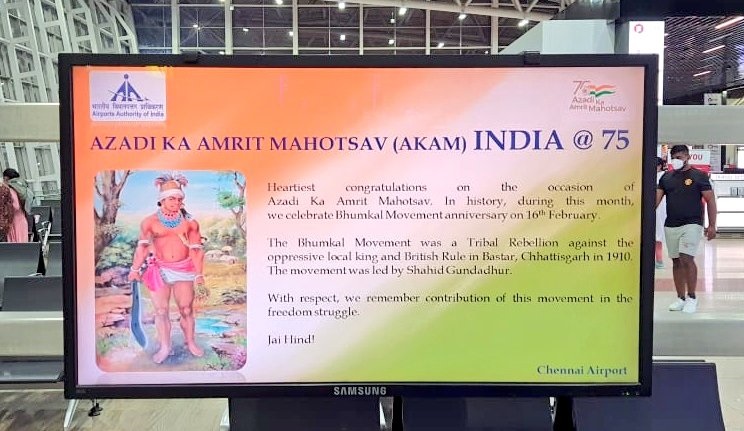 भारतीय विमानपत्तन प्राधिकरण
Airports Authority of India
Azadi Ka
Amrit Mahotsav
AZADI KA AMRIT MAHOTSAV (AKAM) INDIA @ 75
Heartiest congratulations on the occasion of
Azadi Ka Amrit Mahotsav. In history, during this month,
we celebrate Bhumkal Movement anniversary on 16th February.
The Bhumkal Movement was a Tribal Rebellion against the
oppressive local king and British Rule in Bastar, Chhattisgarh in 1910.
The movement was led by Shahid Gundadhur.
With respect, we remember contribution of this movement in the
freedom struggle.
Jai Hind!
Chennai Airport
SAMSUNG